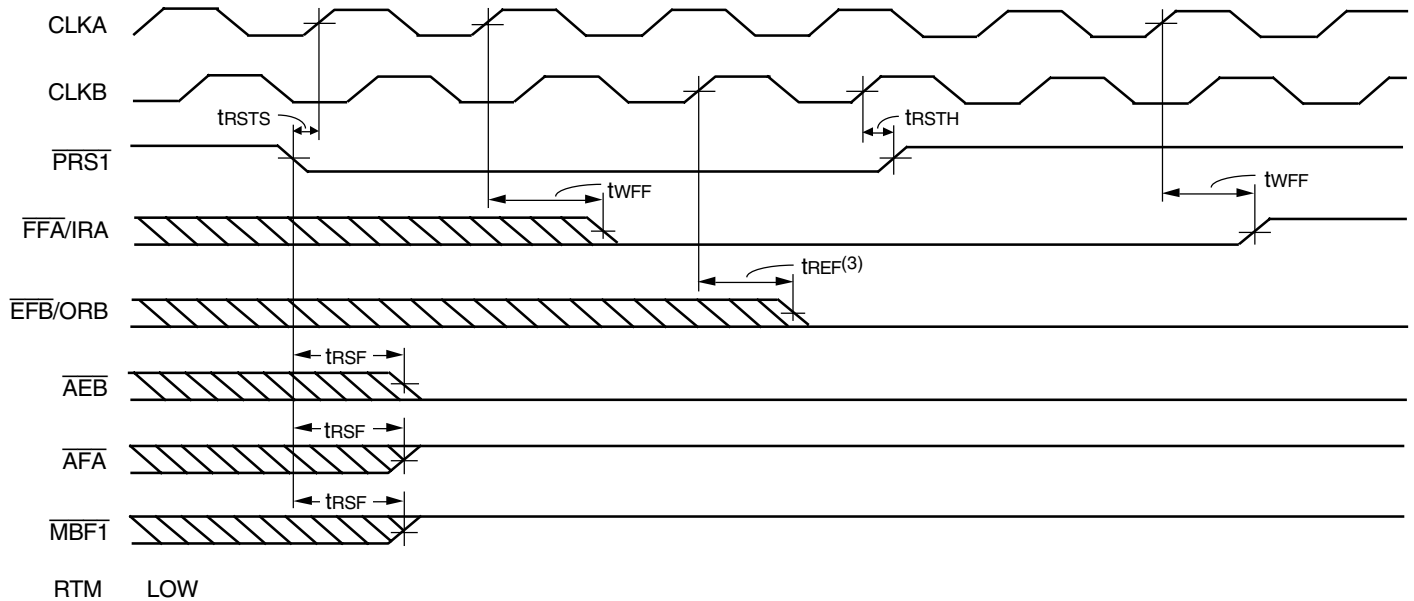 CLKA
CLKB
tRSTS
tRSTH
PRS1
tWFF
tWFF
FFA/IRA
tREF(3)
EFB/ORB
tRSF
AEB
tRSF
AFA
tRSF
MBF1
RTM LOW